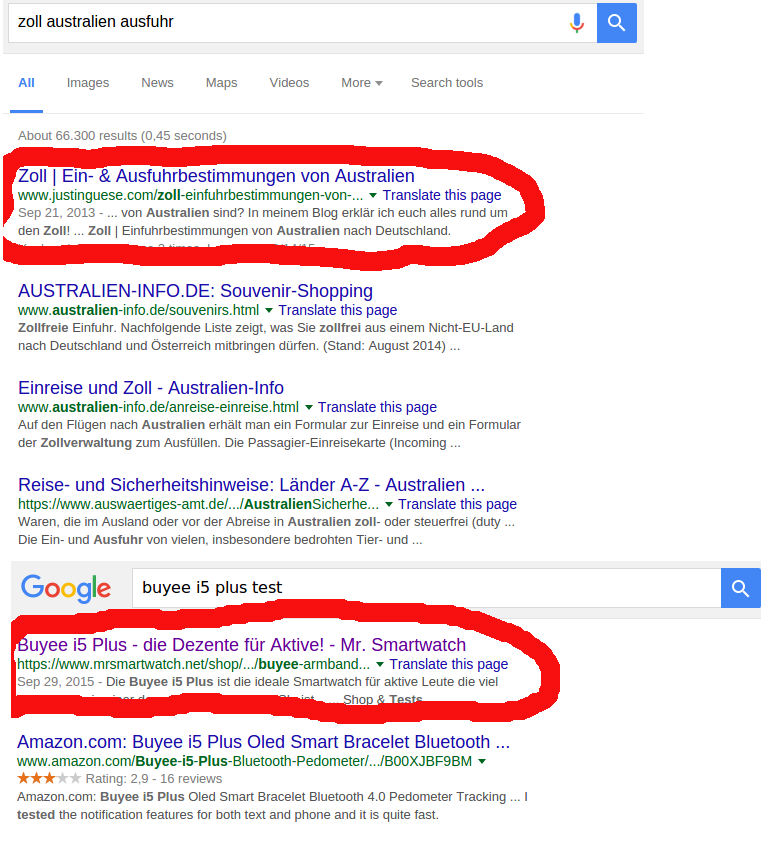 zoll australien ausfuhr
All Images News Maps Videos More Search tools
About 66.300 results (0,45 seconds)
Zoll | Ein- & Ausfuhrbestimmungen von Australien
www.justinguese.com/zoll-einfuhrbestimmungen-von-... Translate this page
Sep 21, 2013 - ... von Australien sind? In meinem Blog erklär ich euch alles rund um
den Zoll! ... Zoll | Einfuhrbestimmungen von Australien nach Deutschland.
AUSTRALIEN-INFO.DE: Souvenir-Shopping
www.australien-info.de/souvenirs.html Translate this page
Zollfreie Einfuhr. Nachfolgende Liste zeigt, was Sie zollfrei aus einem Nicht-EU-Land
nach Deutschland und Österreich mitbringen dürfen. (Stand: August 2014) ...
Einreise und Zoll - Australien-Info
www.australien-info.de/anreise-einreise.html Translate this page
Auf den Flügen nach Australien erhält man ein Formular zur Einreise und ein Formular
der Zollverwaltung zum Ausfüllen. Die Passagier-Einreisekarte (Incoming ...
Reise- und Sicherheitshinweise: Länder A-Z - Australien ...
https://www.auswaertiges-amt.de/.../AustralienSicherhe... Translate this page
Waren, die im Ausland oder vor der Abreise in Australien zoll- oder steuerfrei (duty ...
Die Ein- und Ausfuhr von vielen, insbesondere bedrohten Tier- und ...
Google buyee i5 plus test
Buyee i5 Plus - die Dezente für Aktive! - Mr. Smartwatch
https://www.mrsmartwatch.net/shop/.../buyee-armband... Translate this page
Sep 29, 2015 - Die Buyee i5 Plus ist die ideale Smartwatch für aktive Leute die viel
... Shop & Tests
Amazon.com: Buyee i5 Plus Oled Smart Bracelet Bluetooth ...
www.amazon.com/Buyee-i5-Plus-Bluetooth-Pedometer/.../B00XJBF9BM
Rating: 2,9 - 16 reviews
Amazon.com: Buyee i5 Plus Oled Smart Bracelet Bluetooth 4.0 Pedometer Tracking ... I
tested the notification features for both text and phone and it is quite fast.